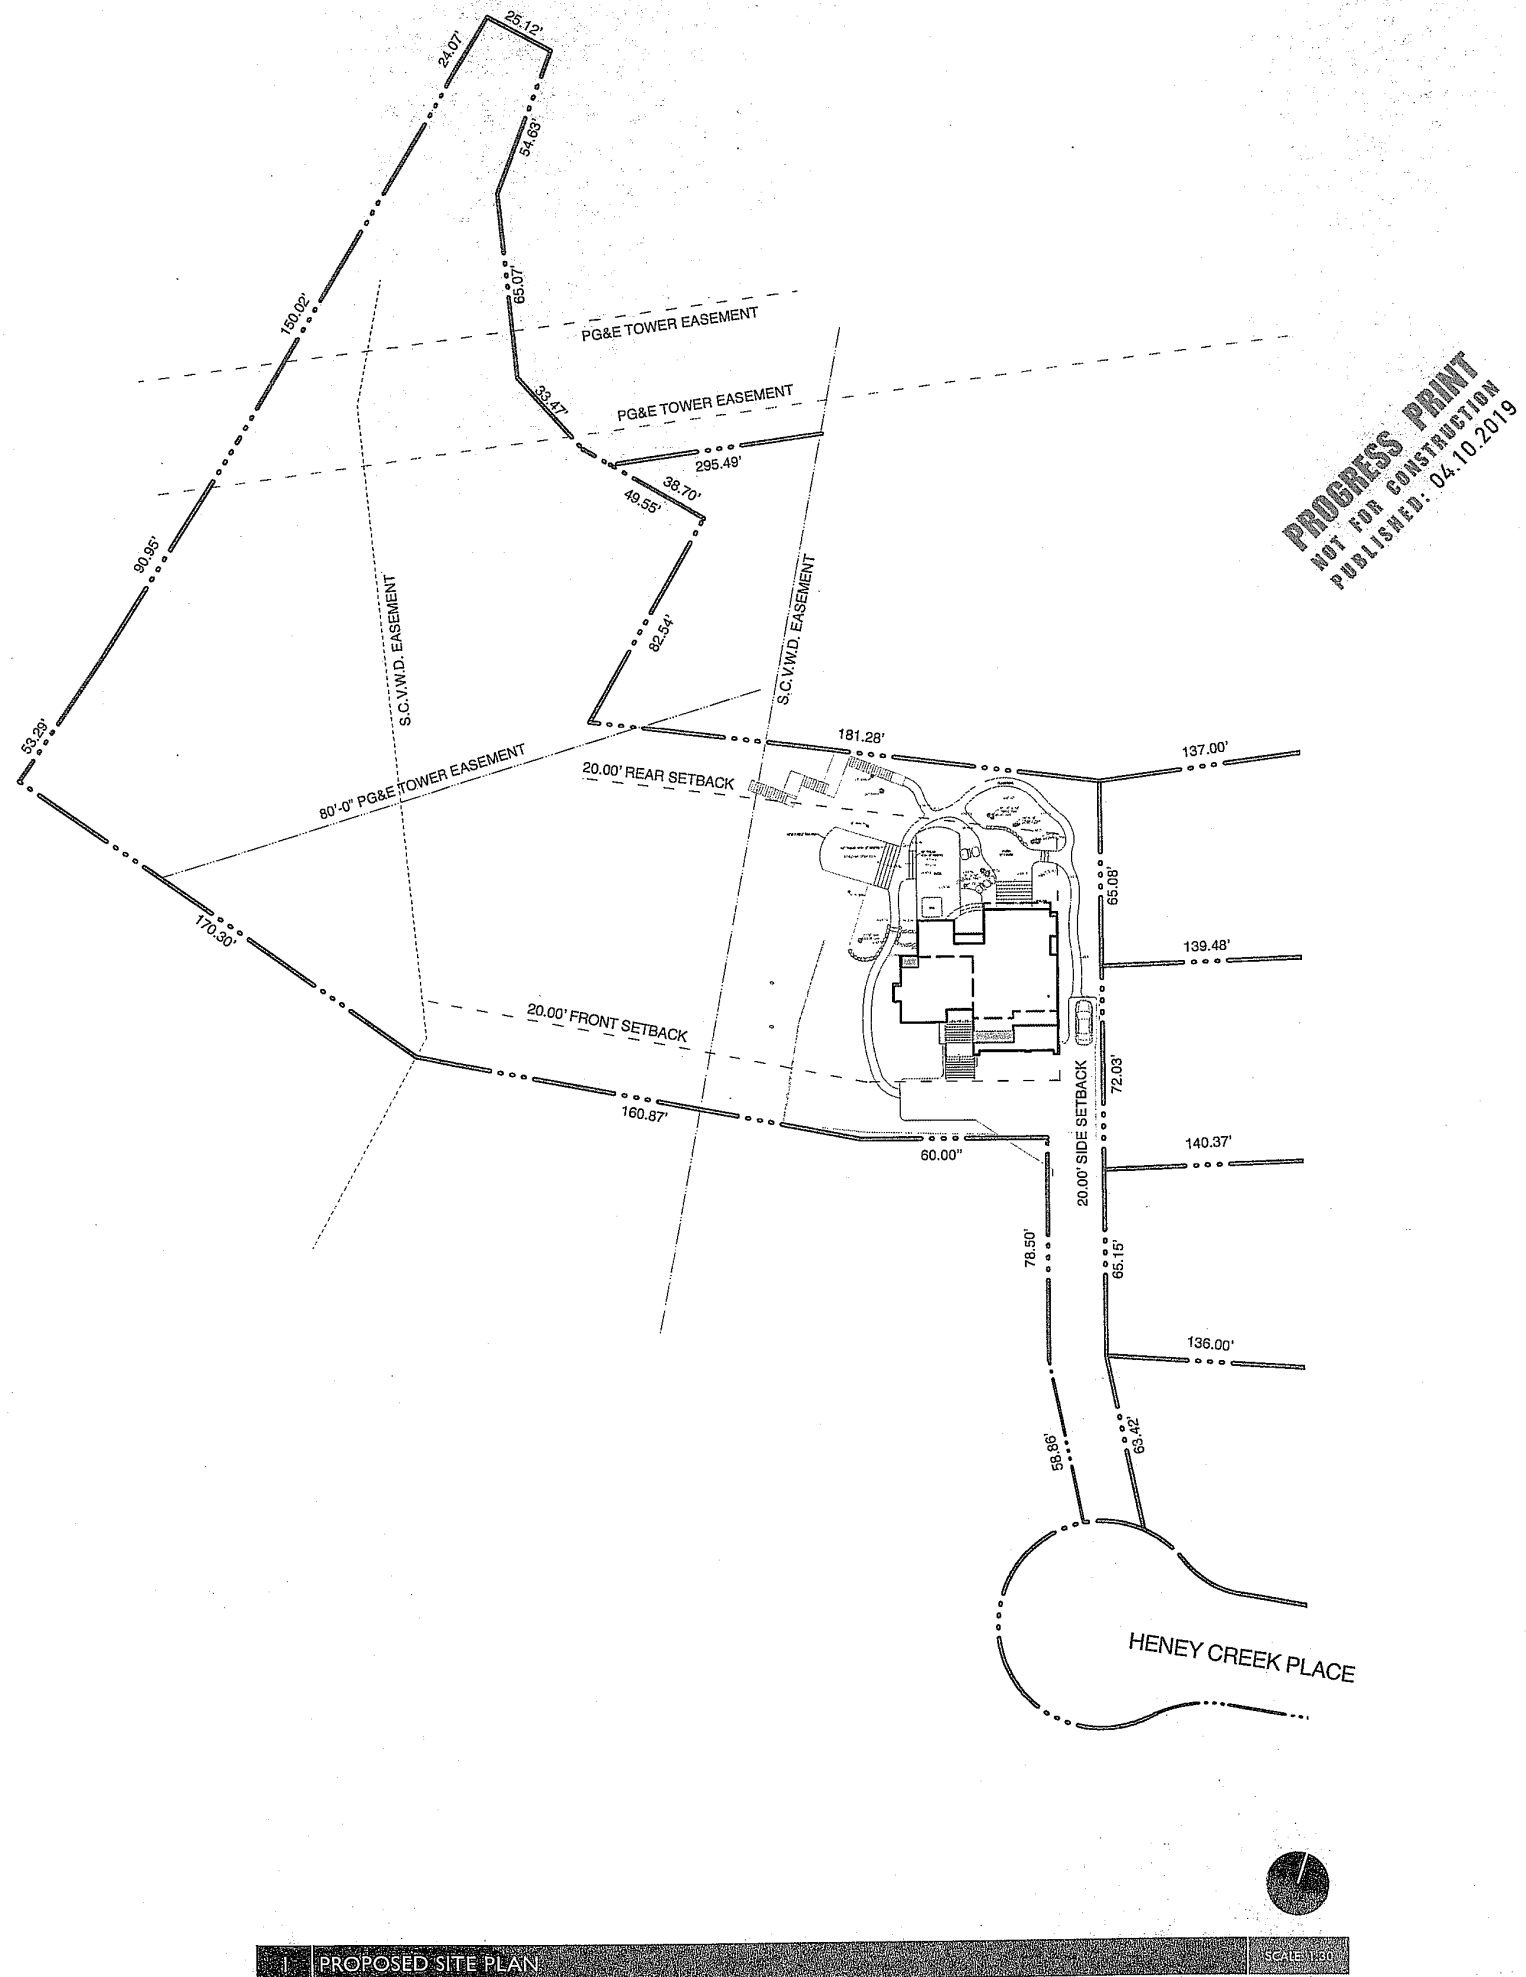 25.12'
24.07'
54.63'
65.07'
150.02'
PG&E TOWER EASEMENT
33.47'
PG&E TOWER EASEMENT
295.49'
38.70'
49.55'
PROGRESS PRINT
NOT FOR CONSTRUCTION
PUBLISHED: 04.10.2019
90.95'
82.54'
S.C.V.W.D. EASEMENT
S.C.V.W.D. EASEMENT
53.29'
80'-0" PG&E TOWER EASEMENT
181.28'
137.00'
20.00' REAR SETBACK
65.08'
170.30'
139.48'
20.00' FRONT SETBACK
72.03'
160.87'
60.00"
20.00' SIDE SETBACK
140.37'
78.50'
65.15'
136.00'
58.86'
63.42'
HENEY CREEK PLACE
1 PROPOSED SITE PLAN
SCALE: 1:30